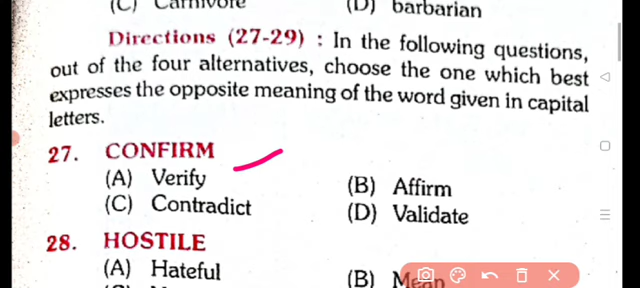 (C) Carnivore (D) barbarian
Directions (27-29) : In the following questions,
out of the four alternatives, choose the one which best
expresses the opposite meaning of the word given in capital
letters.
27. CONFIRM
(A) Verify (B) Affirm
(C) Contradict (D) Validate
28. HOSTILE
(A) Hateful (B) Mean